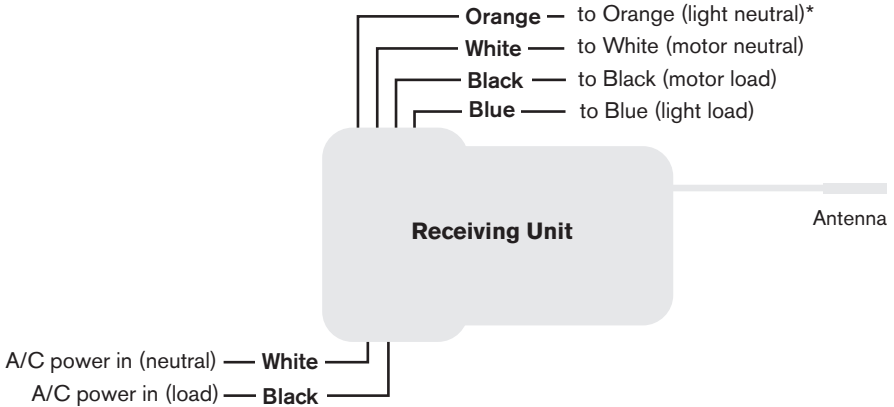 Orange to Orange (light neutral)*
White to White (motor neutral)
Black to Black (motor load)
Blue to Blue (light load)
Antenna
Receiving Unit
A/C power in (neutral) White
A/C power in (load) Black